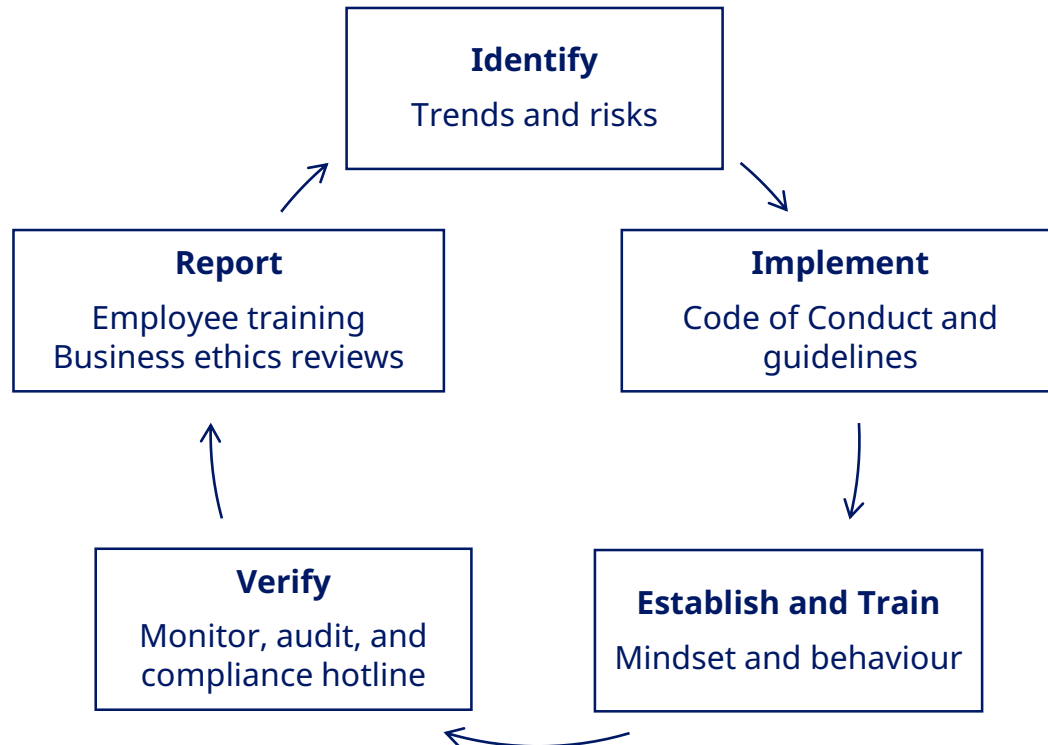 Identify
Trends and risks
Implement
Code of Conduct and
guidelines
Establish and Train
Mindset and behaviour
Verify
Monitor, audit, and
compliance hotline
Report
Employee training
Business ethics reviews